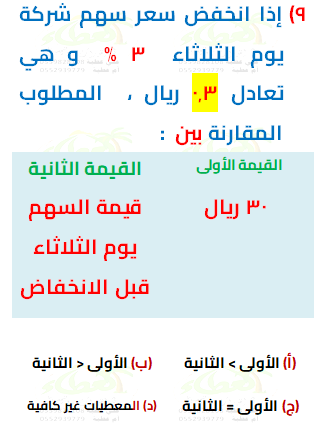 ٩) إذا انخفض سعر سهم شركة
يوم الثلاثاء ٣ % و هي
تعادل ٠,٣ ريال ، المطلوب
المقارنة بين :
القيمة الأولى القيمة الثانية
٣٠ ريال قيمة السهم
يوم الثلاثاء
قبل الانخفاض
(أ) الأولى > الثانية (ب) الأولى < الثانية
(ج) الأولى = الثانية (د) المعطيات غير كافية